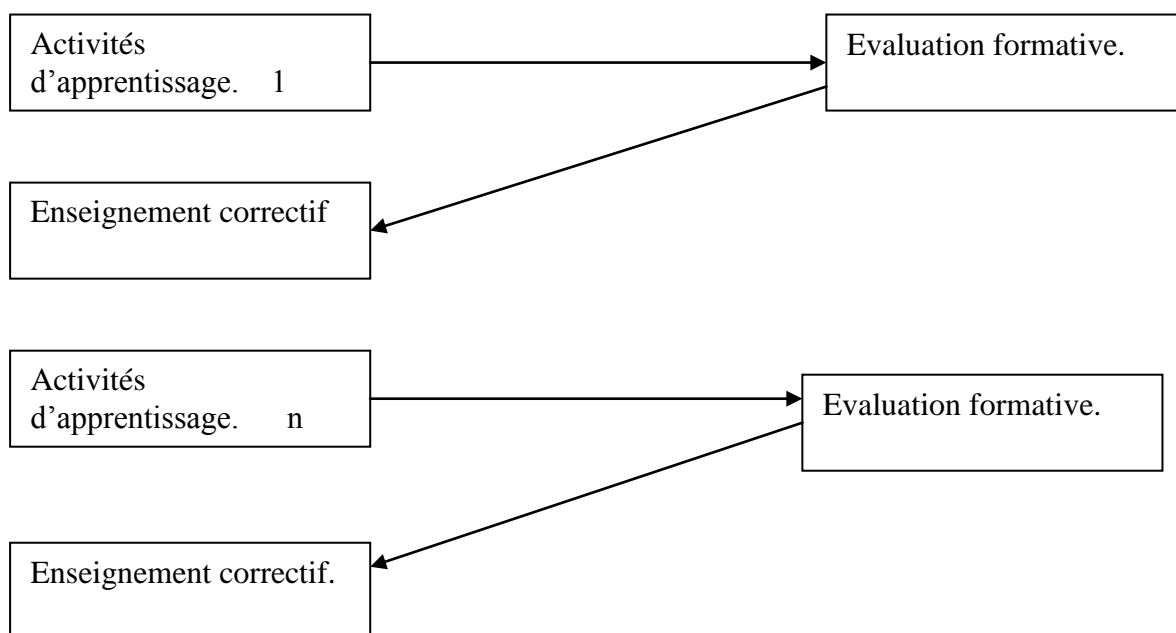 Activités
d’apprentissage. 1
Evaluation formative.
Enseignement correctif
Activités
d’apprentissage. n
Evaluation formative.
Enseignement correctif.